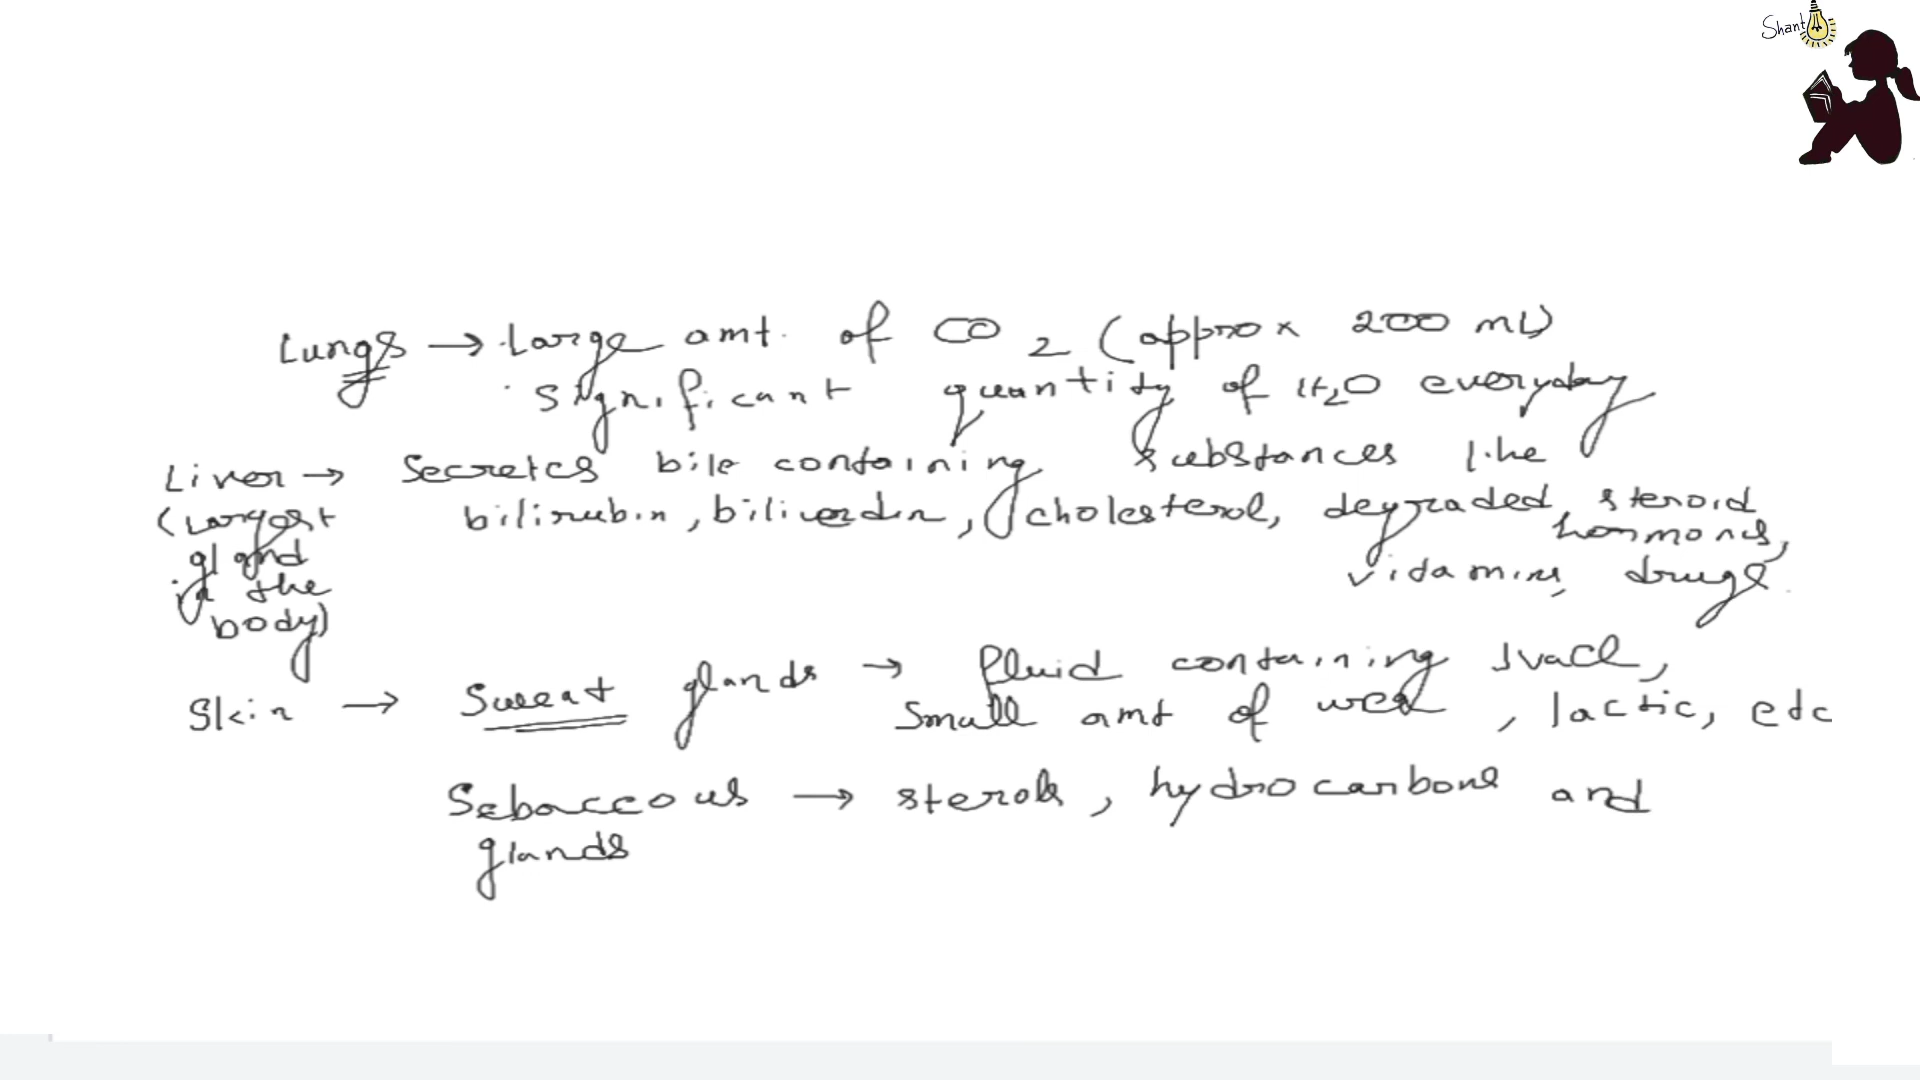 Shant
Lungs → Large amt. of CO2 (approx 200 mL)
Significant quantity of H2O everyday
Liver → Secretes bile containing substances like
(Largest bilirubin, biliverdin, cholesterol, degraded steroid
gland hormones,
in the vitamins, drugs.
body)
Skin → Sweat glands → fluid containing NaCl,
Small amt of urea, lactic, etc
Sebaceous → sterols, hydrocarbons and
glands